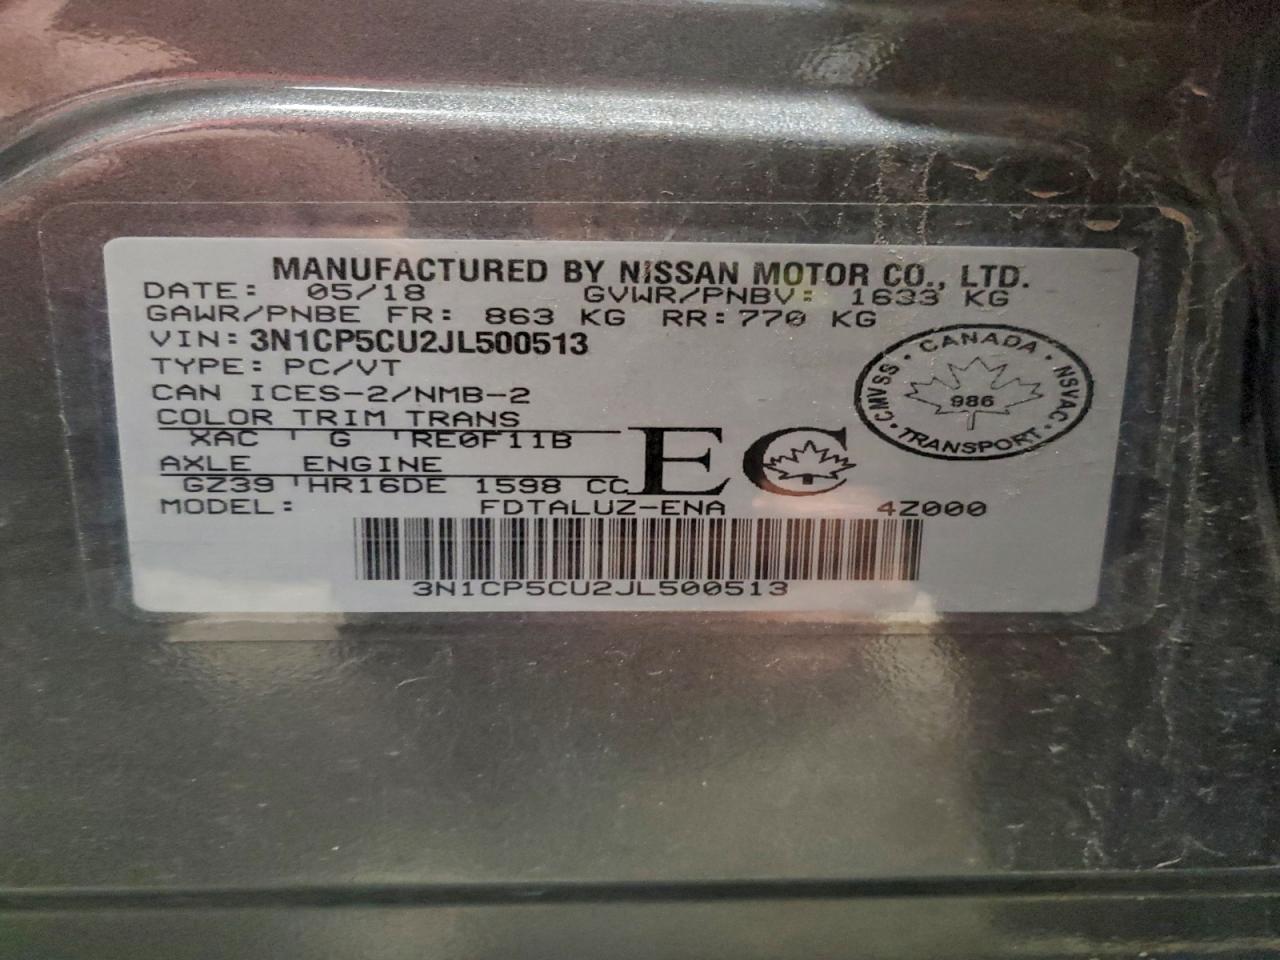 MANUFACTURED BY NISSAN MOTOR CO., LTD.
DATE: 05/18 GVWR/PNBV: 1633 KG
GAWR/PNBE FR: 863 KG RR: 770 KG
VIN: 3N1CP5CU2JL500513
TYPE: PC/VT
CAN ICES-2/NMB-2
COLOR TRIM TRANS
XAC G RE0F11B
AXLE ENGINE
GZ39 HR16DE 1598 CC
EC
CANADA
CMVSS 986 NSVAC
TRANSPORT
MODEL: FDTALUZ-ENA 4Z000
3N1CP5CU2JL500513